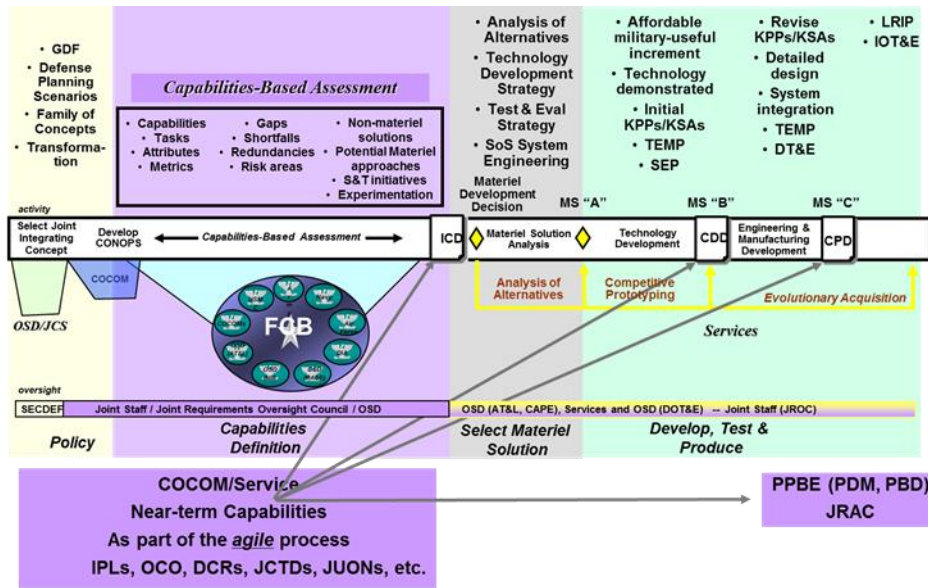 • GDF
• Defense
Planning
Scenarios
• Family of
Concepts
• Transforma-
tion
Capabilities-Based Assessment
• Capabilities
• Tasks
• Attributes
• Metrics
• Gaps
• Shortfalls
• Redundancies
• Risk areas
• Non-materiel
solutions
• Potential Materiel
approaches
• S&T initiatives
• Experimentation
• Analysis of
Alternatives
• Technology
Development
Strategy
• Test & Eval
Strategy
• SoS System
Engineering
• Affordable
military-useful
increment
• Technology
demonstrated
• Initial
KPPs/KSAs
• TEMP
• SEP
• Revise
KPPs/KSAs
• Detailed
design
• System
integration
• TEMP
• DT&E
• LRIP
• IOT&E
Materiel
Development
Decision
MS “A”
MS “B”
MS “C”
activity
Select Joint
Integrating
Concept
Develop
CONOPS
Capabilities-Based Assessment
ICD
Materiel Solution
Analysis
Technology
Development
CDD
Engineering &
Manufacturing
Development
CPD
COCOM
OSD/JCS
FCB
Analysis of
Alternatives
Competitive
Prototyping
Evolutionary Acquisition
Services
oversight
SECDEF
Joint Staff / Joint Requirements Oversight Council / OSD
OSD (AT&L, CAPE), Services and OSD (DOT&E) -- Joint Staff (JROC)
Policy
Capabilities
Definition
Select Materiel
Solution
Develop, Test &
Produce
COCOM/Service
Near-term Capabilities
As part of the agile process
IPLs, OCO, DCRs, JCTDs, JUONs, etc.
PPBE (PDM, PBD)
JRAC